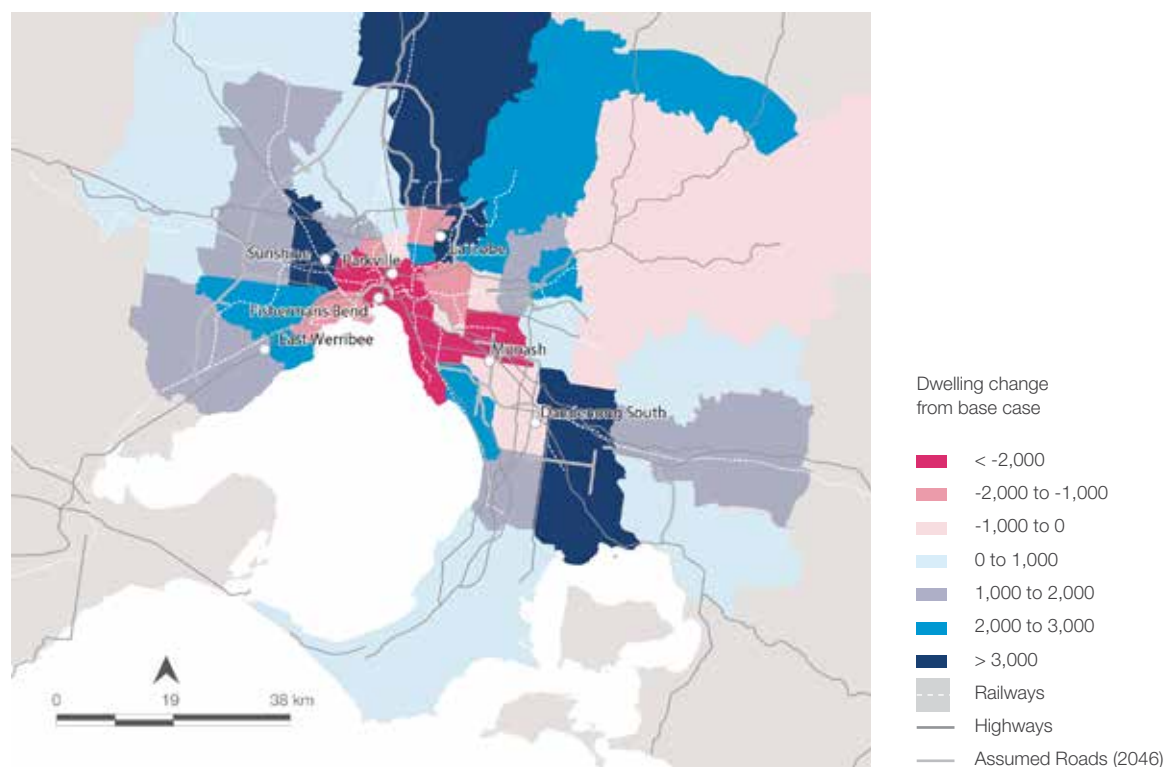 Sunshine
Parkville
La Trobe
Fishermans Bend
East Werribee
Monash
Dandenong South
0 19 38 km
Dwelling change
from base case
< -2,000
-2,000 to -1,000
-1,000 to 0
0 to 1,000
1,000 to 2,000
2,000 to 3,000
> 3,000
Railways
Highways
Assumed Roads (2046)